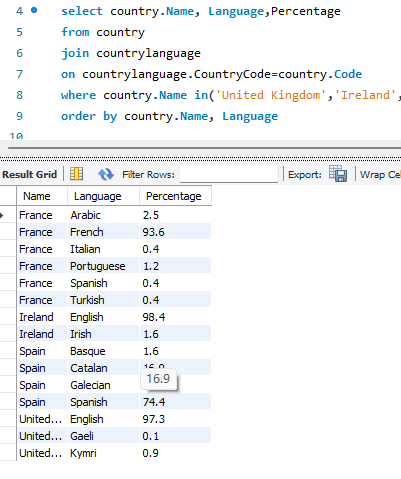 4 select country.Name, Language,Percentage
5 from country
6 join countrylanguage
7 on countrylanguage.CountryCode=country.Code
8 where country.Name in('United Kingdom','Ireland',
9 order by country.Name, Language
10
Result Grid Filter Rows: Export: Wrap Cel
Name Language Percentage
France Arabic 2.5
France French 93.6
France Italian 0.4
France Portuguese 1.2
France Spanish 0.4
France Turkish 0.4
Ireland English 98.4
Ireland Irish 1.6
Spain Basque 1.6
Spain Catalan 16.9
16.9
Spain Galecian
Spain Spanish 74.4
United... English 97.3
United... Gaeli 0.1
United... Kymri 0.9